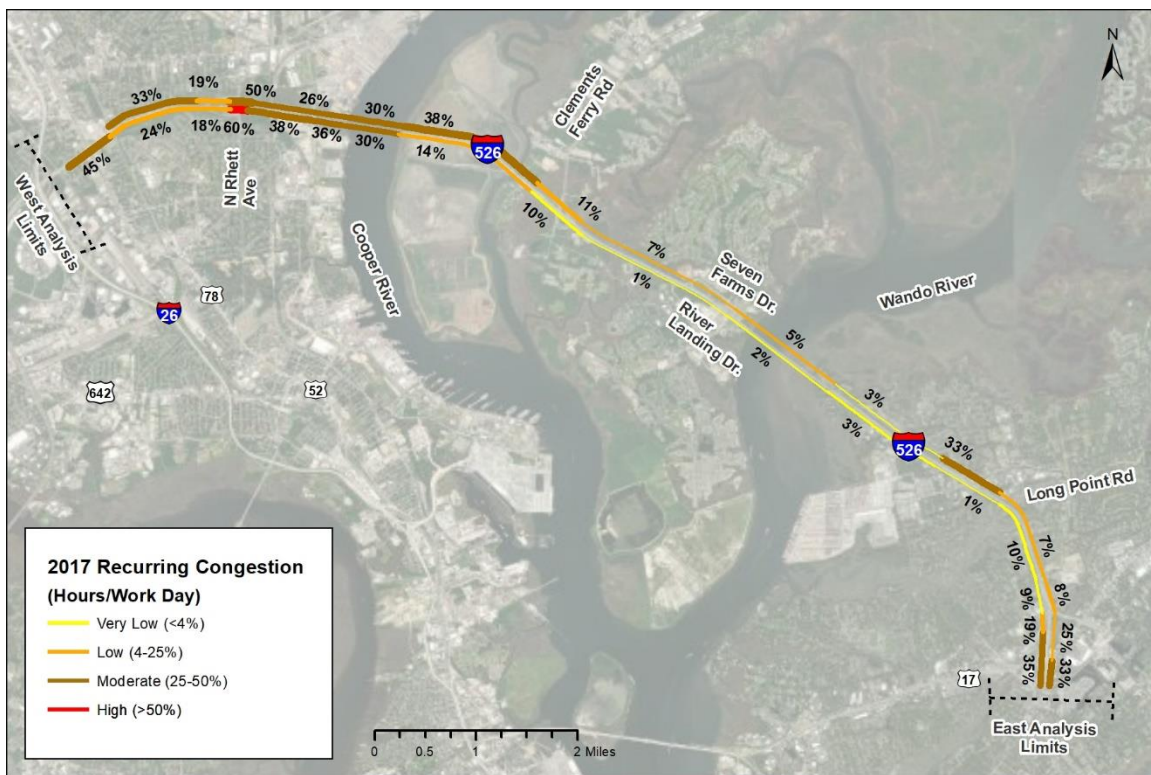 33%
19%
50%
26%
30%
38%
45%
24%
18%
60%
38%
36%
30%
14%
N Rhett
Ave
West Analysis
Limits
Cooper River
Clements
Ferry Rd
N
526
10%
11%
1%
7%
Seven
Farms Dr.
River
Landing Dr.
Wando River
2%
5%
3%
3%
526
33%
1%
Long Point Rd
10%
7%
9%
8%
19%
25%
35%
33%
17
East Analysis
Limits
26
78
642
52
2017 Recurring Congestion
(Hours/Work Day)
Very Low (<4%)
Low (4-25%)
Moderate (25-50%)
High (>50%)
0 0.5 1 2 Miles